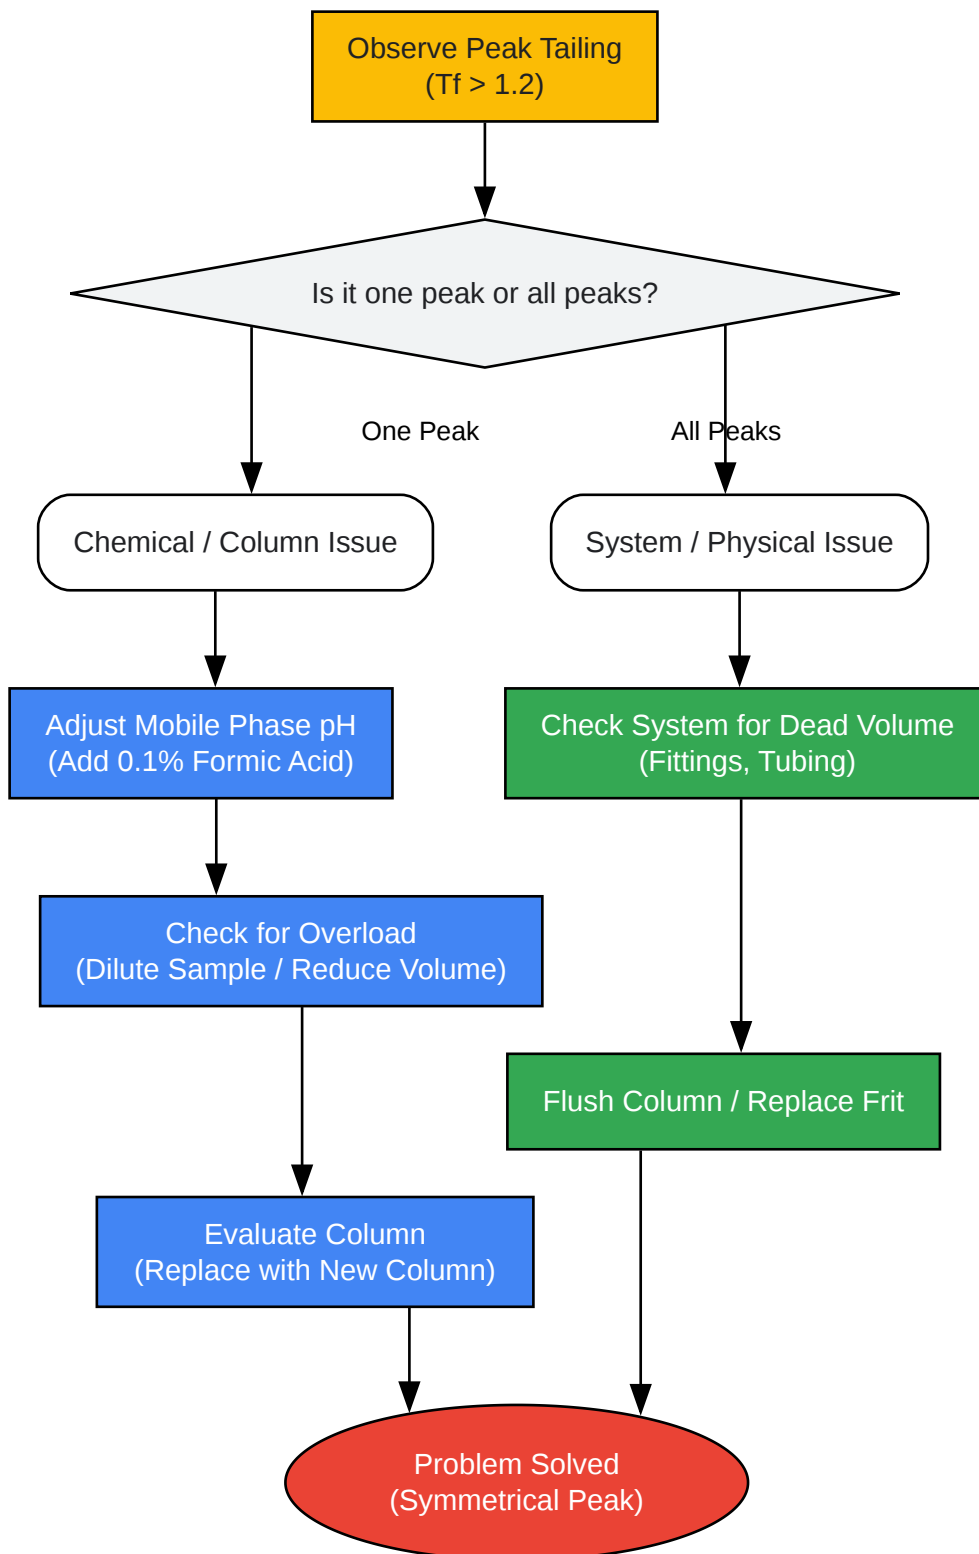 Observe Peak Tailing
(Tf > 1.2)
Is it one peak or all peaks?
One Peak
All Peaks
Chemical / Column Issue
System / Physical Issue
Adjust Mobile Phase pH
(Add 0.1% Formic Acid)
Check System for Dead Volume
(Fittings, Tubing)
Check for Overload
(Dilute Sample / Reduce Volume)
Flush Column / Replace Frit
Evaluate Column
(Replace with New Column)
Problem Solved
(Symmetrical Peak)